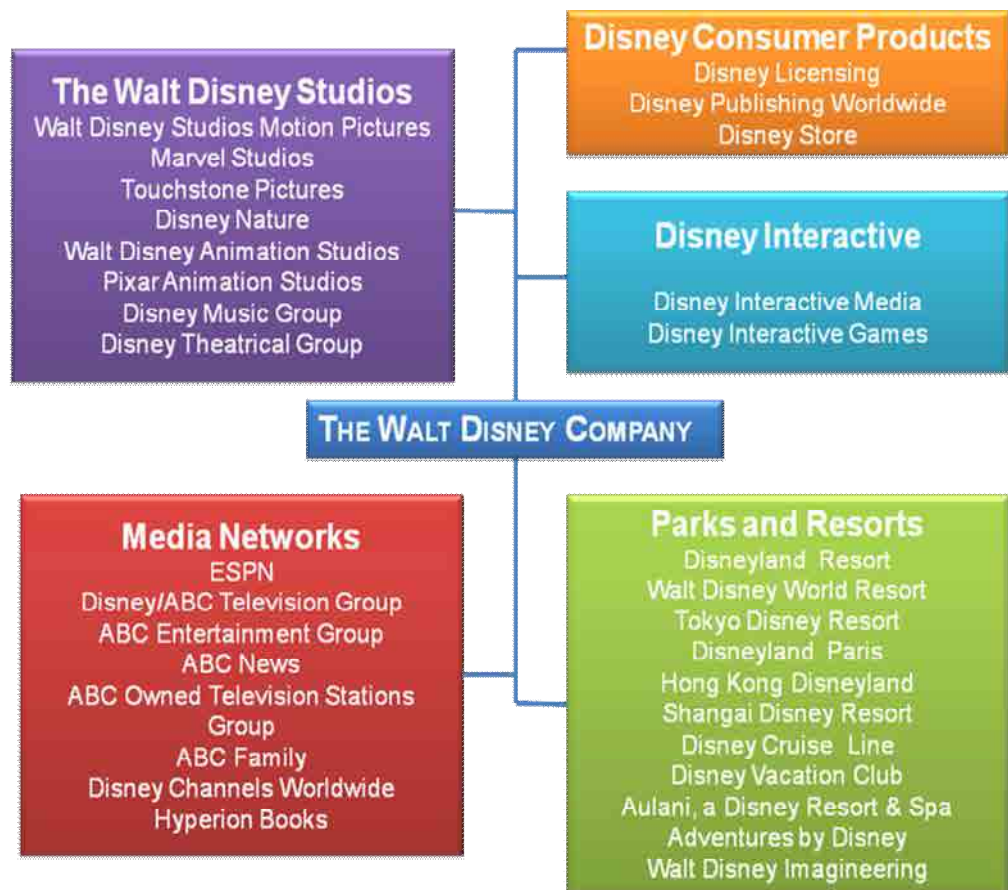 The Walt Disney Studios
Walt Disney Studios Motion Pictures
Marvel Studios
Touchstone Pictures
Disney Nature
Walt Disney Animation Studios
Pixar Animation Studios
Disney Music Group
Disney Theatrical Group
Disney Consumer Products
Disney Licensing
Disney Publishing Worldwide
Disney Store
Disney Interactive
Disney Interactive Media
Disney Interactive Games
THE WALT DISNEY COMPANY
Media Networks
ESPN
Disney/ABC Television Group
ABC Entertainment Group
ABC News
ABC Owned Television Stations
Group
ABC Family
Disney Channels Worldwide
Hyperion Books
Parks and Resorts
Disneyland Resort
Walt Disney World Resort
Tokyo Disney Resort
Disneyland Paris
Hong Kong Disneyland
Shangai Disney Resort
Disney Cruise Line
Disney Vacation Club
Aulani, a Disney Resort & Spa
Adventures by Disney
Walt Disney Imagineering